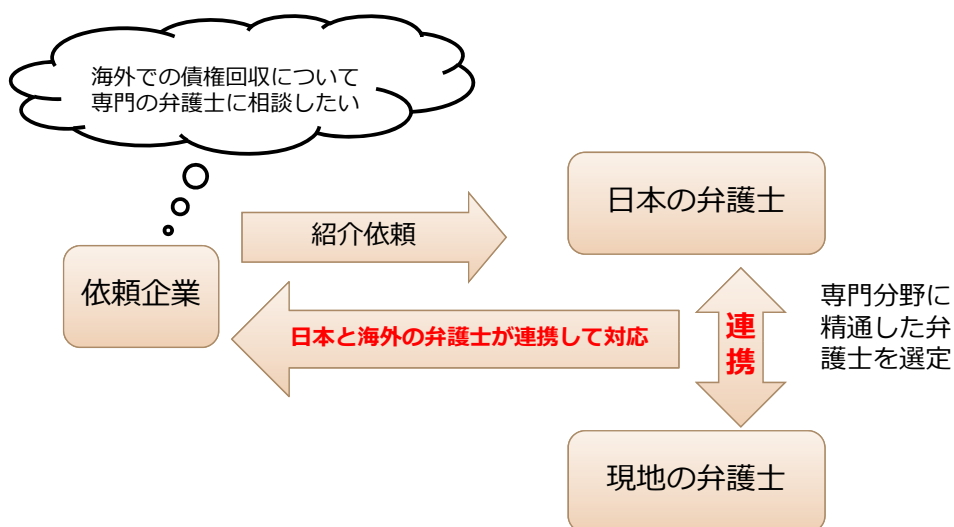 海外での債権回収について
専門の弁護士に相談したい
日本の弁護士
紹介依頼
依頼企業
日本と海外の弁護士が連携して対応
連
携
専門分野に
精通した弁
護士を選定
現地の弁護士